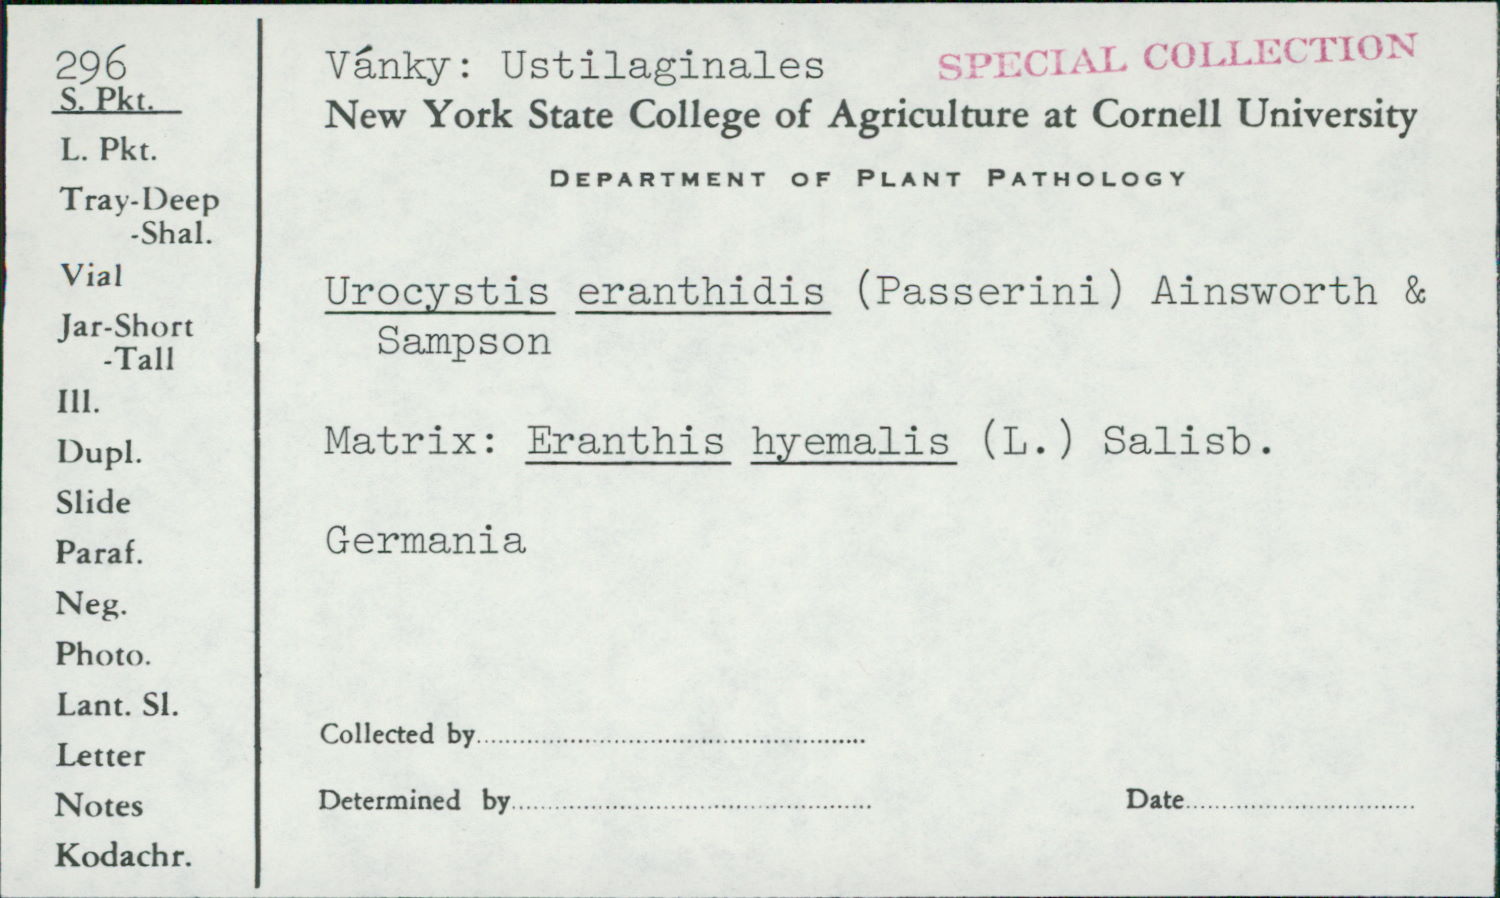 296
S. Pkt.
L. Pkt.
Tray-Deep
-Shal.
Vial
Jar-Short
-Tall
Ill.
Dupl.
Slide
Paraf.
Neg.
Photo.
Lant. Sl.
Letter
Notes
Kodachr.
Vánky: Ustilaginales SPECIAL COLLECTION
New York State College of Agriculture at Cornell University
DEPARTMENT OF PLANT PATHOLOGY
Urocystis eranthidis (Passerini) Ainsworth &
Sampson
Matrix: Eranthis hyemalis (L.) Salisb.
Germania
Collected by
Determined by Date